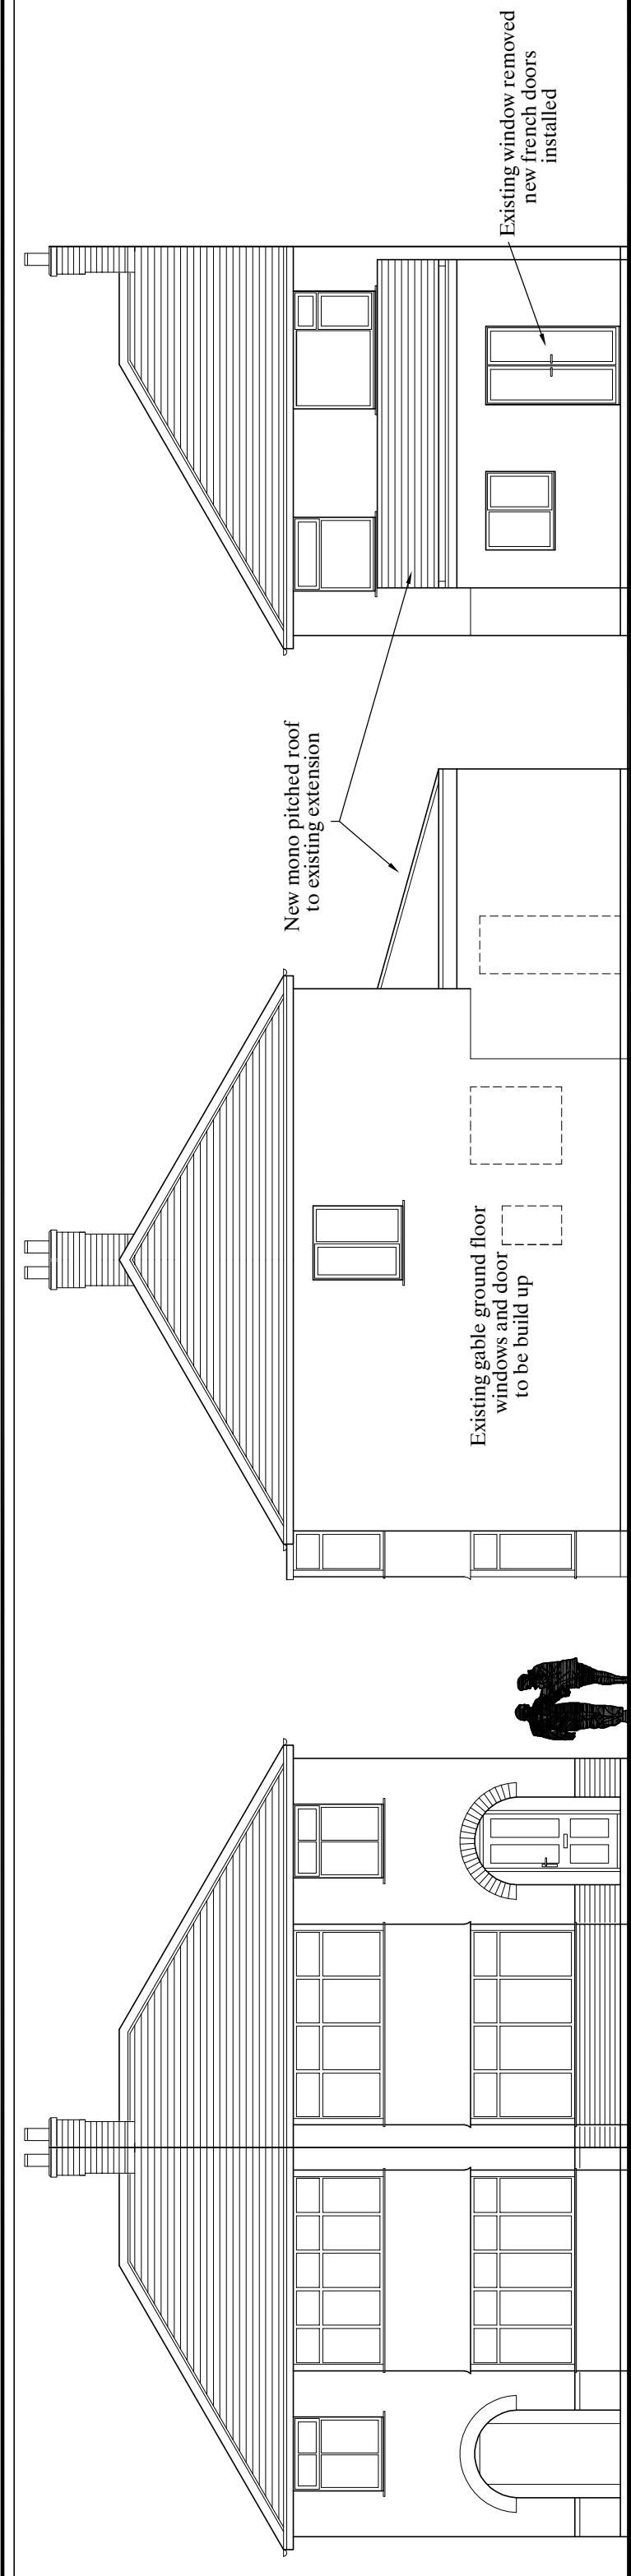 Existing gable ground floor
windows and door
to be build up
New mono pitched roof
to existing extension
Existing window removed
new french doors
installed